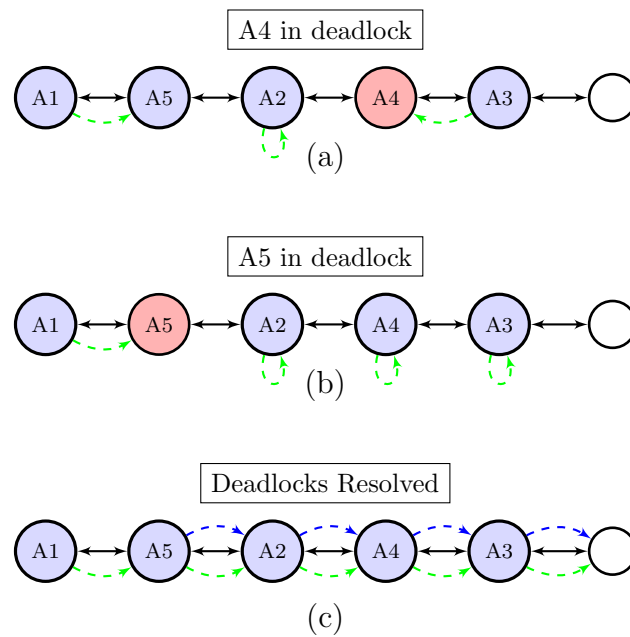 A4 in deadlock
A1 A5 A2 A4 A3
(a)
A5 in deadlock
A1 A5 A2 A4 A3
(b)
Deadlocks Resolved
A1 A5 A2 A4 A3
(c)